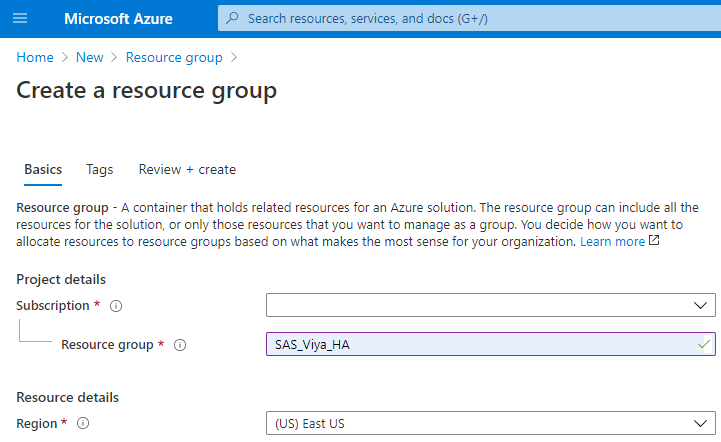 Microsoft Azure
Search resources, services, and docs (G+/)
Home > New > Resource group >
Create a resource group
Basics Tags Review + create
Resource group - A container that holds related resources for an Azure solution. The resource group can include all the
resources for the solution, or only those resources that you want to manage as a group. You decide how you want to
allocate resources to resource groups based on what makes the most sense for your organization. Learn more
Project details
Subscription *
Resource group * SAS_Viya_HA
Resource details
Region * (US) East US